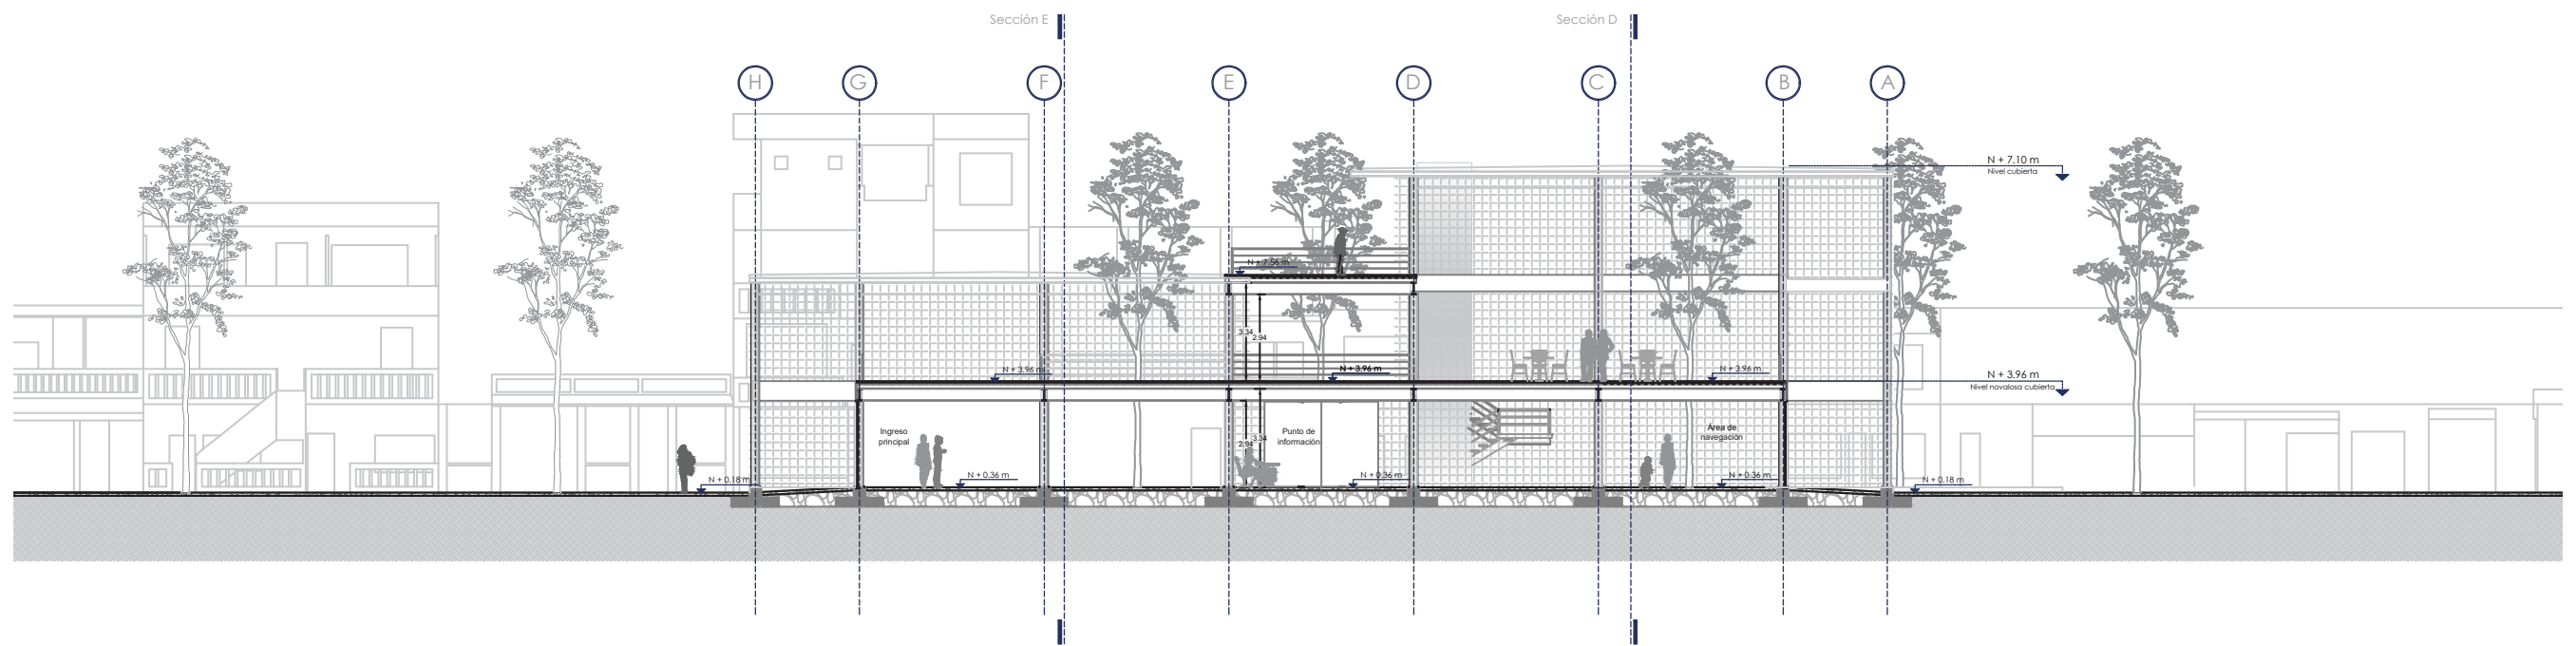 Sección E
Sección D
H
G
F
E
D
C
B
A
N + 7.10 m
Nivel cubierta
N + 7.56 m
3.34
2.94
N + 3.96 m
N + 3.96 m
N + 3.96 m
N + 3.96 m
Nivel novalosa cubierta
Ingreso
principal
Punto de
información
Área de
navegación
3.34
2.94
N + 0.18 m
N + 0.36 m
N + 0.36 m
N + 0.36 m
N + 0.18 m